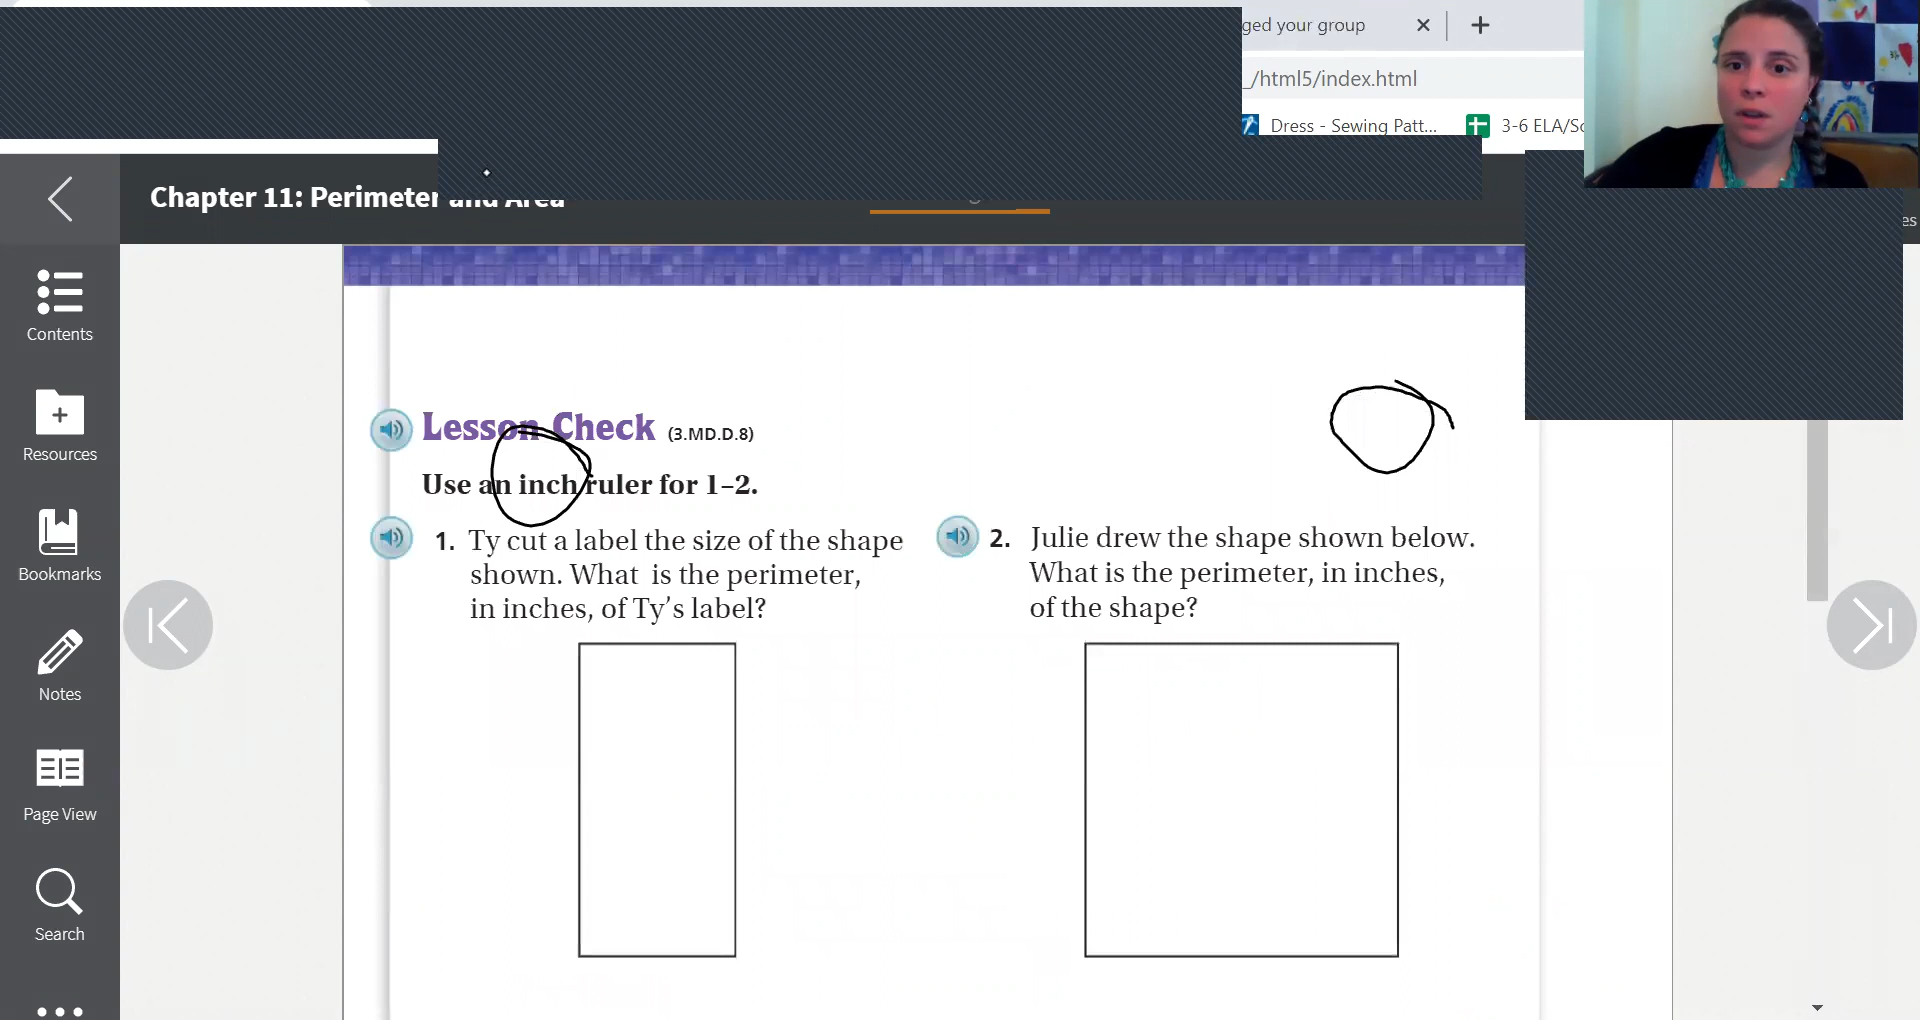 ged your group
_/html5/index.html
Dress - Sewing Patt...
3-6 ELA/Sc
Chapter 11: Perimeter and Area
es
Contents
Resources
Bookmarks
Notes
Page View
Search
Lesson Check (3.MD.D.8)
Use an inch ruler for 1–2.
1. Ty cut a label the size of the shape
shown. What is the perimeter,
in inches, of Ty’s label?
2. Julie drew the shape shown below.
What is the perimeter, in inches,
of the shape?